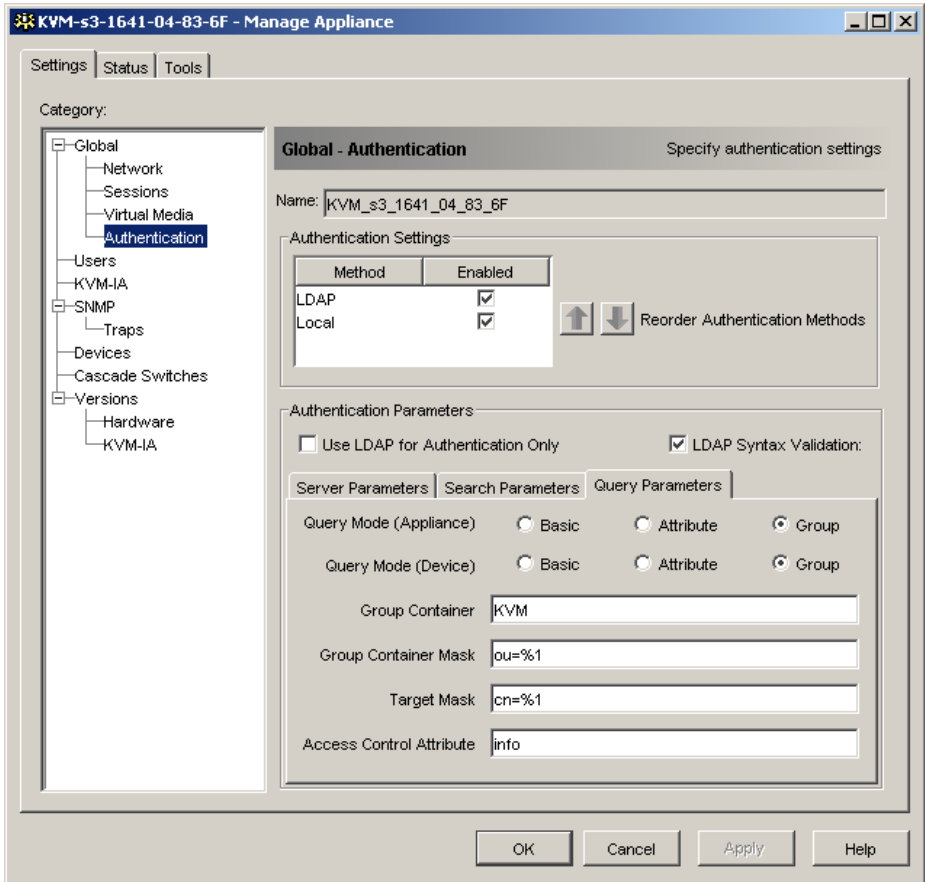 KVM-s3-1641-04-83-6F - Manage Appliance
Settings Status Tools
Category:
Global
Network
Sessions
Virtual Media
Authentication
Users
KVM-IA
SNMP
Traps
Devices
Cascade Switches
Versions
Hardware
KVM-IA
Global - Authentication Specify authentication settings
Name: KVM_s3_1641_04_83_6F
Authentication Settings
Method Enabled
LDAP
Local
Reorder Authentication Methods
Authentication Parameters
Use LDAP for Authentication Only LDAP Syntax Validation:
Server Parameters Search Parameters Query Parameters
Query Mode (Appliance) Basic Attribute Group
Query Mode (Device) Basic Attribute Group
Group Container KVM
Group Container Mask ou=%1
Target Mask cn=%1
Access Control Attribute info
OK Cancel Apply Help